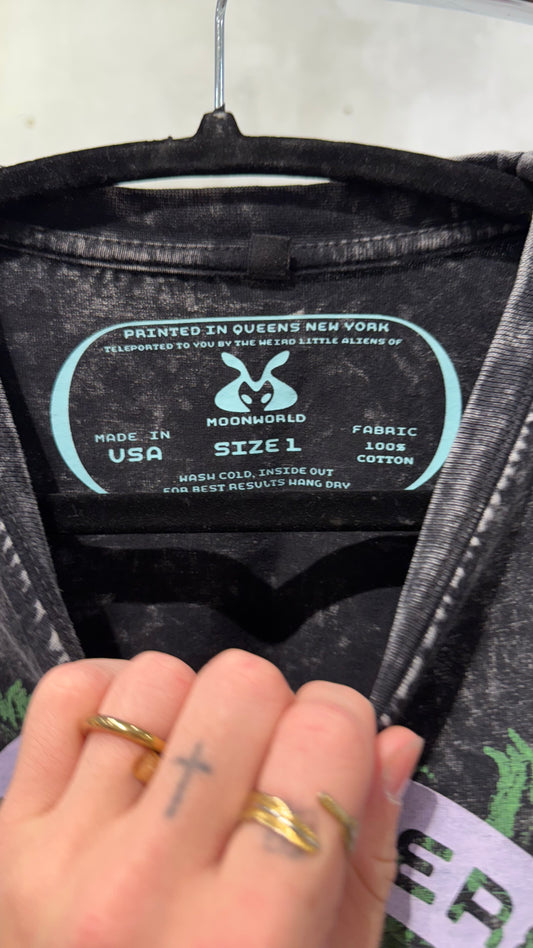 PRINTED IN QUEENS NEW YORK
TELEPORTED TO YOU BY THE WEIRD LITTLE ALIENS OF
MOONWORLD
MADE IN
USA
SIZE 1
FABRIC
100%
COTTON
WASH COLD, INSIDE OUT
FOR BEST RESULTS HANG DRY